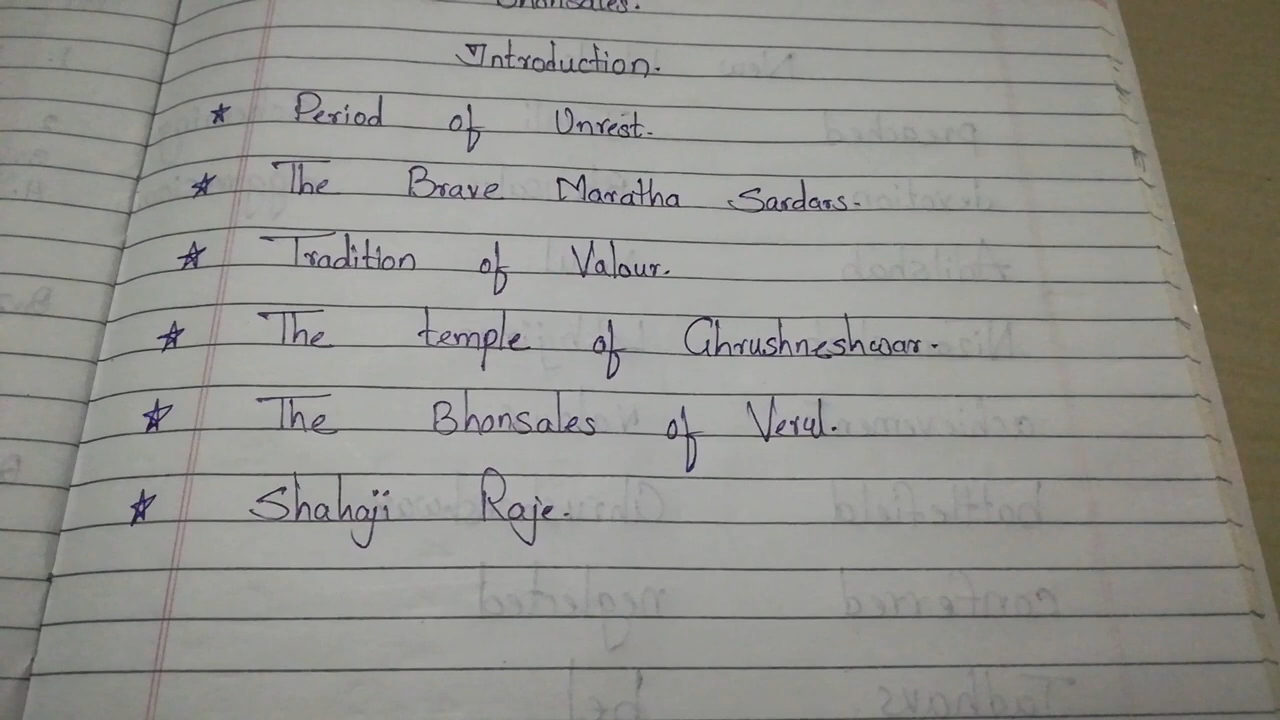 Bhonsales.
Introduction.
☆ Period of Unrest.
☆ The Brave Maratha Sardars.
☆ Tradition of Valour.
☆ The temple of Ghrushneshwar.
☆ The Bhonsales of Verul.
☆ Shahaji Raje.